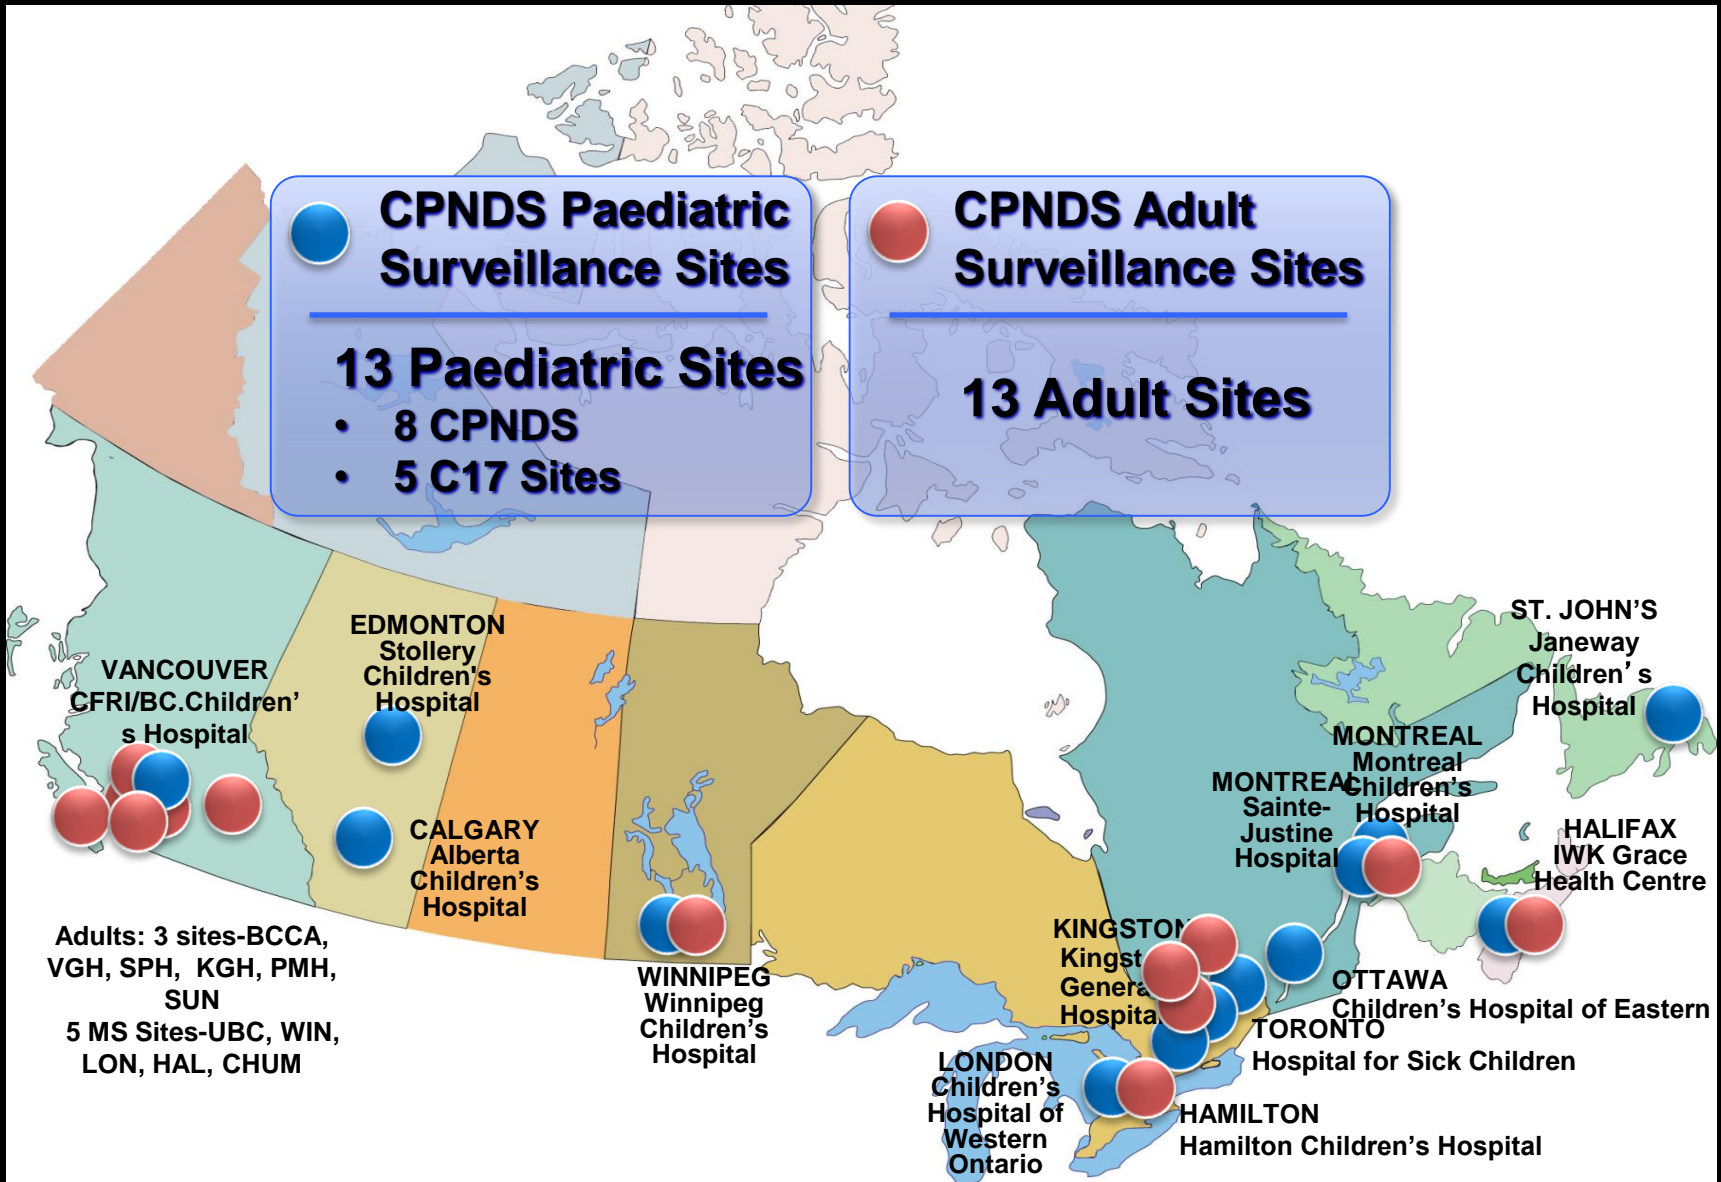 CPNDS Paediatric
Surveillance Sites
13 Paediatric Sites
• 8 CPNDS
• 5 C17 Sites
CPNDS Adult
Surveillance Sites
13 Adult Sites
VANCOUVER
CFRI/BC.Children'
s Hospital
EDMONTON
Stollery
Children's
Hospital
CALGARY
Alberta
Children's
Hospital
Adults: 3 sites-BCCA,
VGH, SPH, KGH, PMH,
SUN
5 MS Sites-UBC, WIN,
LON, HAL, CHUM
WINNIPEG
Winnipeg
Children's
Hospital
LONDON
Children's
Hospital of
Western
Ontario
KINGSTON
Kingst
Genera
Hospita
HAMILTON
Hamilton Children's Hospital
TORONTO
Hospital for Sick Children
OTTAWA
Children's Hospital of Eastern
MONTREAL
Sainte-
Justine
Hospital
MONTREAL
Montreal
Children's
Hospital
HALIFAX
IWK Grace
Health Centre
ST. JOHN'S
Janeway
Children's
Hospital